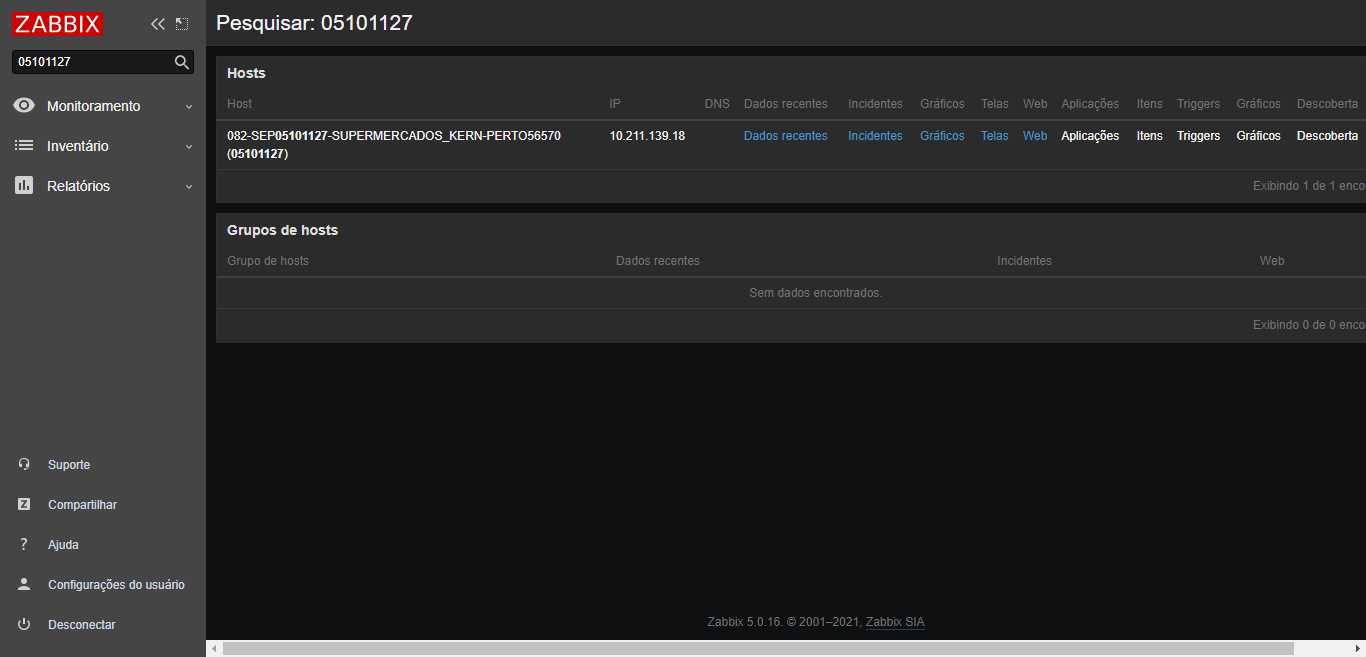 ZABBIX
05101127
Monitoramento
Inventário
Relatórios
Suporte
Z Compartilhar
? Ajuda
Configurações do usuário
Desconectar
Pesquisar: 05101127
Hosts
Host IP DNS Dados recentes Incidentes Gráficos Telas Web Aplicações Itens Triggers Gráficos Descoberta
082-SEP05101127-SUPERMERCADOS_KERN-PERTO56570 10.211.139.18 Dados recentes Incidentes Gráficos Telas Web Aplicações Itens Triggers Gráficos Descoberta
(05101127)
Exibindo 1 de 1 enco
Grupos de hosts
Grupo de hosts Dados recentes Incidentes Web
Sem dados encontrados.
Exibindo 0 de 0 enco
Zabbix 5.0.16. © 2001–2021, Zabbix SIA